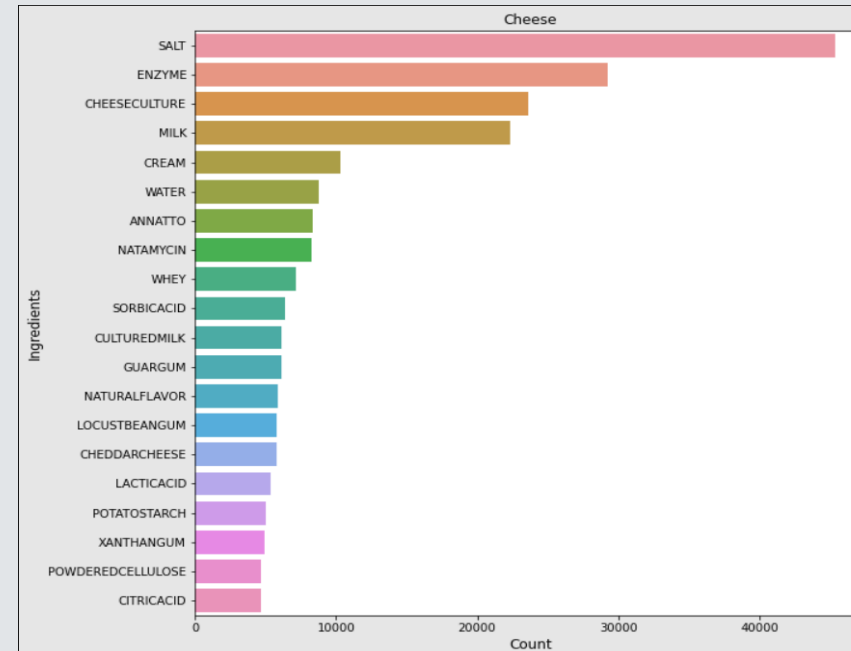 Cheese
SALT
ENZYME
CHEESECULTURE
MILK
CREAM
WATER
ANNATTO
NATAMYCIN
WHEY
SORBICACID
CULTUREDMILK
GUARGUM
NATURALFLAVOR
LOCUSTBEANGUM
CHEDDARCHEESE
LACTICACID
POTATOSTARCH
XANTHANGUM
POWDEREDCELLULOSE
CITRICACID
Ingredients
0 10000 20000 30000 40000
Count